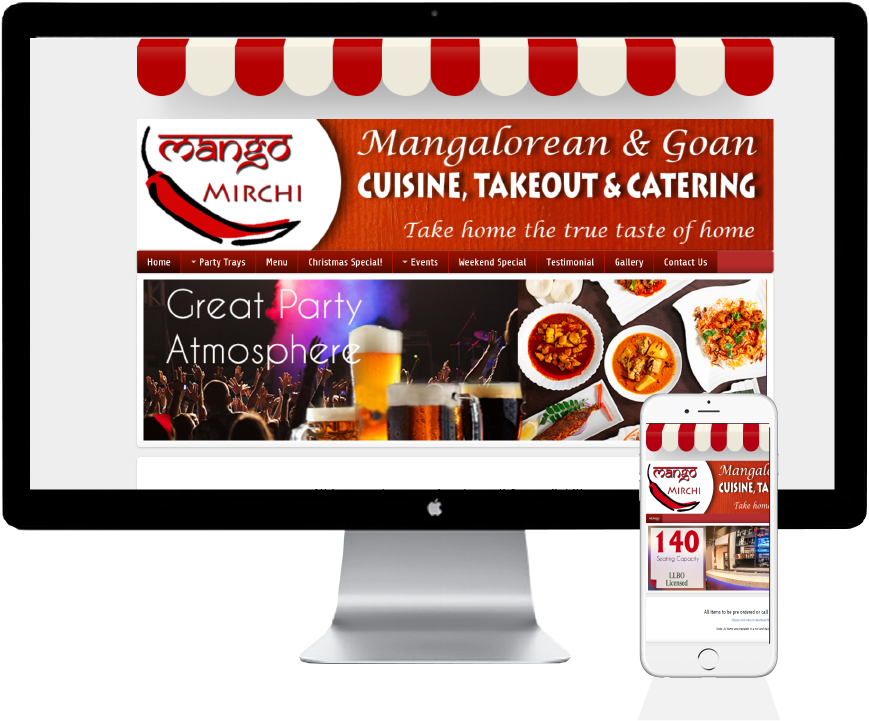 mango
MIRCHI
Mangalorean & Goan
CUISINE, TAKEOUT & CATERING
Take home the true taste of home
Home Party Trays Menu Christmas Special! Events Weekend Special Testimonial Gallery Contact Us
Great Party
Atmosphere
mango
MIRCHI
Mangalo
CUISINE, TA
Take hom
140
Seating Capacity
LLBO
Licensed
All items to be pre ordered or call